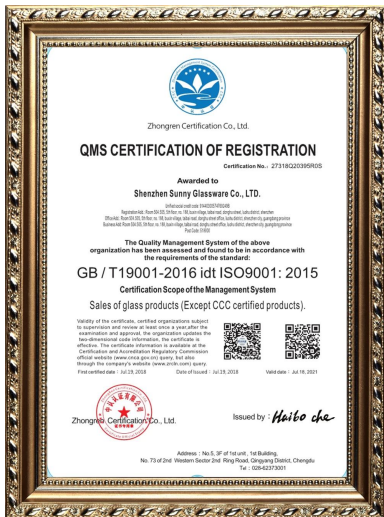 Zhongren Certification Co., Ltd.
QMS CERTIFICATION OF REGISTRATION
Certification No.: 27318Q20395R0S
Awarded to
Shenzhen Sunny Glassware Co., LTD.
The Quality Management System of the above
organization has been assessed and found to be in accordance with
the requirements of the standard:
GB / T19001-2016 idt ISO9001: 2015
Certification Scope of the Management System
Sales of glass products (Except CCC certified products).
Validity of the certificate, certified organizations subject
to supervision and review at least once a year,after the
examination and approval, the organization updates the
two-dimensional code information, the certificate is
effective. The certificate information is available at the
Certification and Accreditation Regulatory Commission
official website (www.cnca.gov.cn) query, but also
through the company's website (www.zrcln.com) query.
First certified date : Jul.19, 2018 Date of Issued : Jul.19, 2018 Valid date : Jul.18, 2021
Zhongren Certification Co., Ltd.
Issued by : Haibo che
Address : No 5, 3F of 1st unit, 1st Building,
No. 73 of 2nd Western Sector 2nd Ring Road, Qingyang District, Chengdu
Tel : 028-62373001